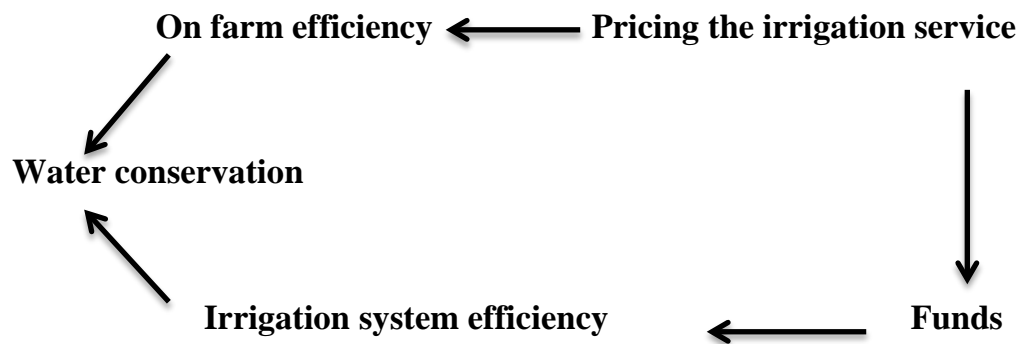 On farm efficiency
Pricing the irrigation service
Water conservation
Irrigation system efficiency
Funds